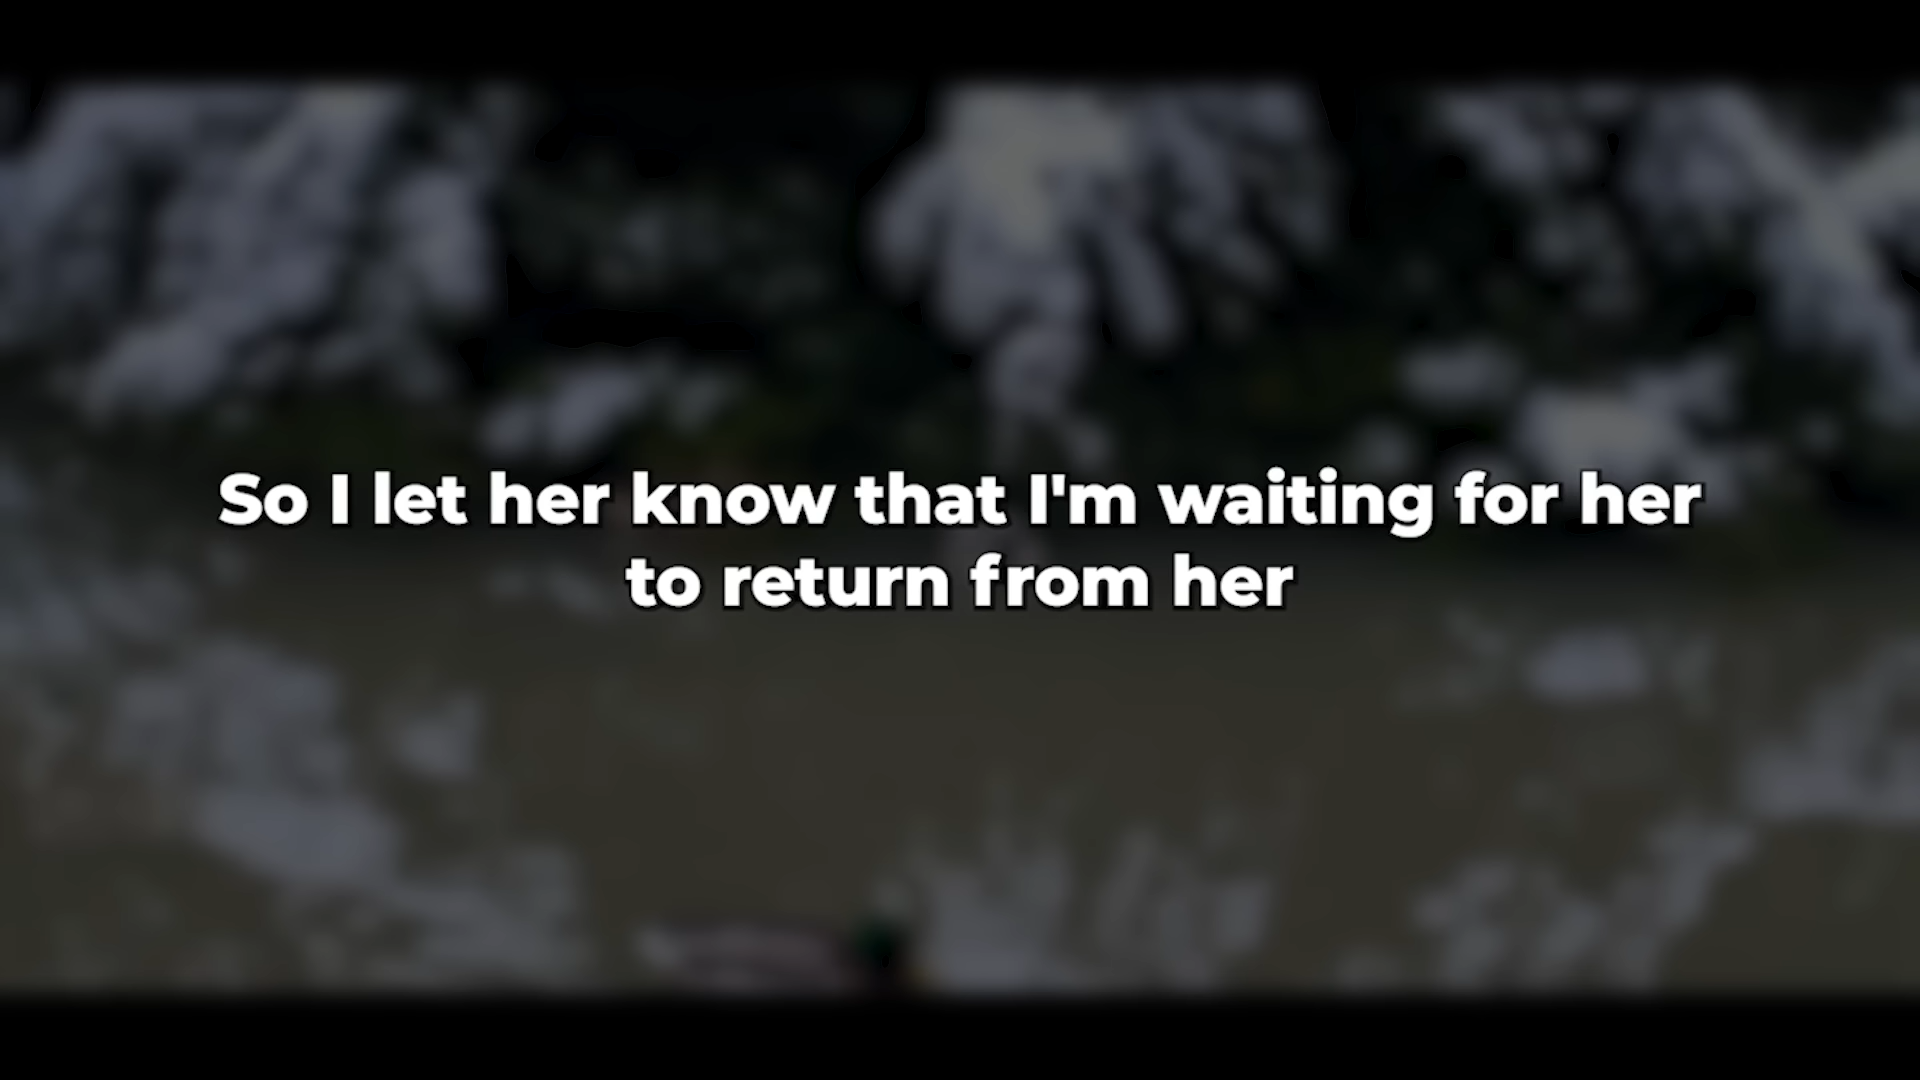 So I let her know that I'm waiting for her
to return from her